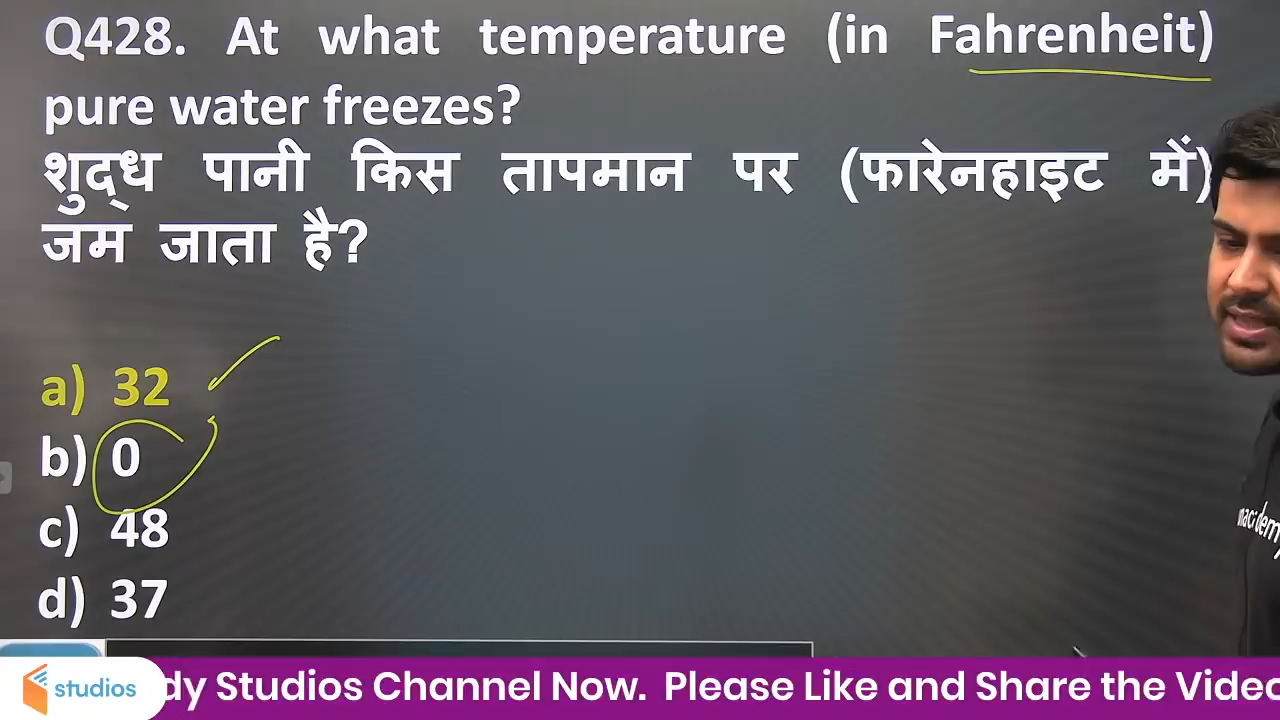 Q428. At what temperature (in Fahrenheit)
pure water freezes?
शुद्ध पानी किस तापमान पर (फारेनहाइट में)
जम जाता है?
a) 32
b) 0
c) 48
d) 37
studios
dy Studios Channel Now. Please Like and Share the Video